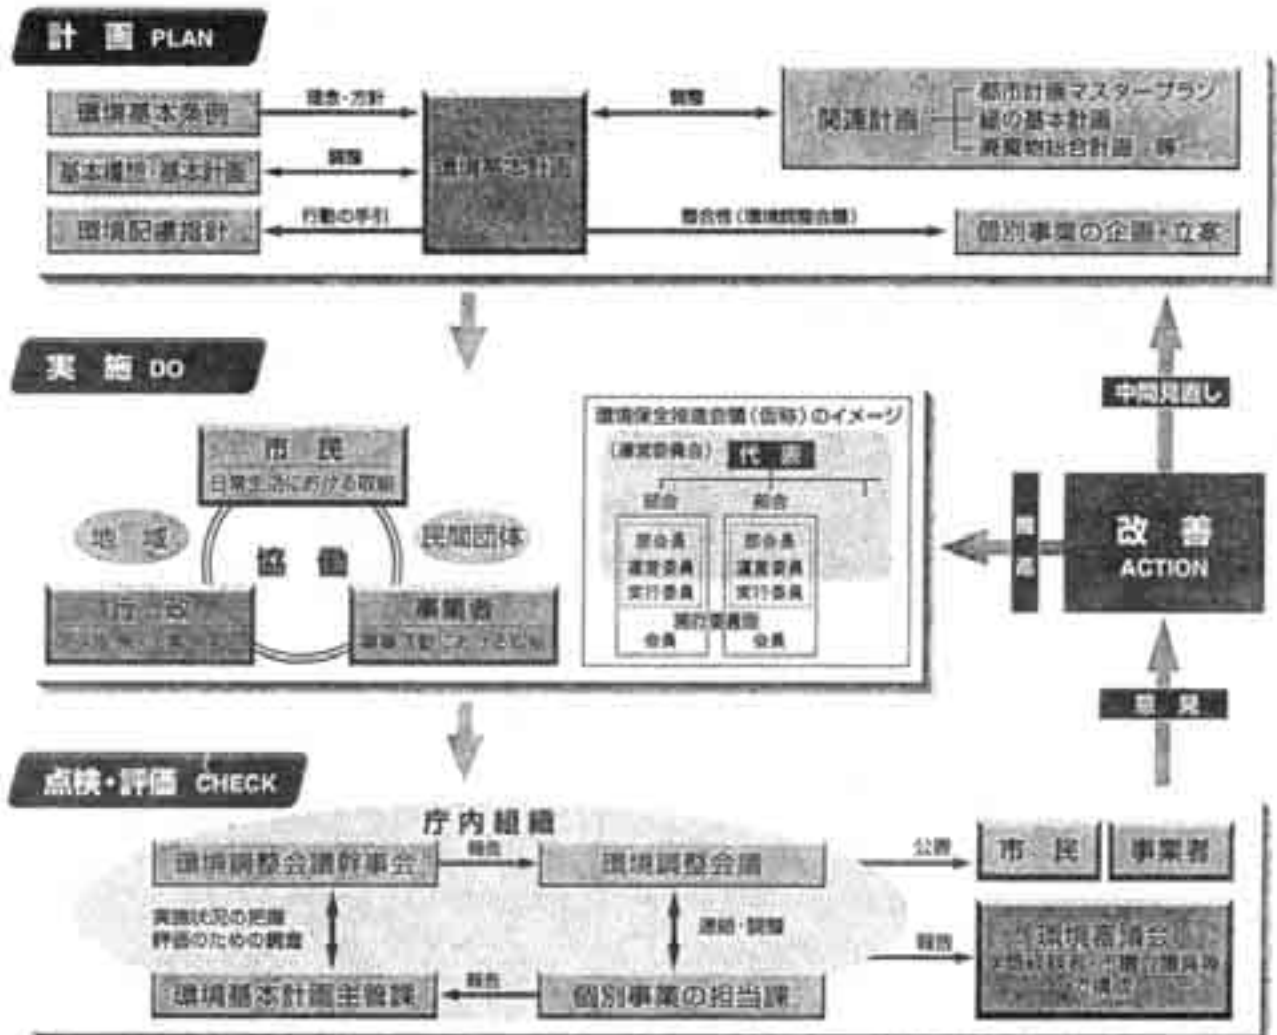 計画 PLAN
環境基本条例
理念・方針
調整
関連計画
都市計画マスタープラン
緑の基本計画
廃棄物総合計画 等
基本構想・基本計画
調整
環境基本計画
環境配慮指針
行動の手引
整合性(環境調整会議)
個別事業の企画・立案
実施 DO
中間見直し
市民
日常生活における取組
地域
民間団体
協働
事業者
環境保全推進会議(仮称)のイメージ
(運営委員会)
代表
部会
部会
部会員
部会員
運営委員
運営委員
実行委員
実行委員
実行委員会
会員
会員
改善
ACTION
意見
点検・評価 CHECK
庁内組織
環境調整会議幹事会
報告
環境調整会議
公表
市民
事業者
実施状況の把握
評価のための調査
連絡・調整
報告
環境審議会
で構成
環境基本計画主管課
報告
個別事業の担当課